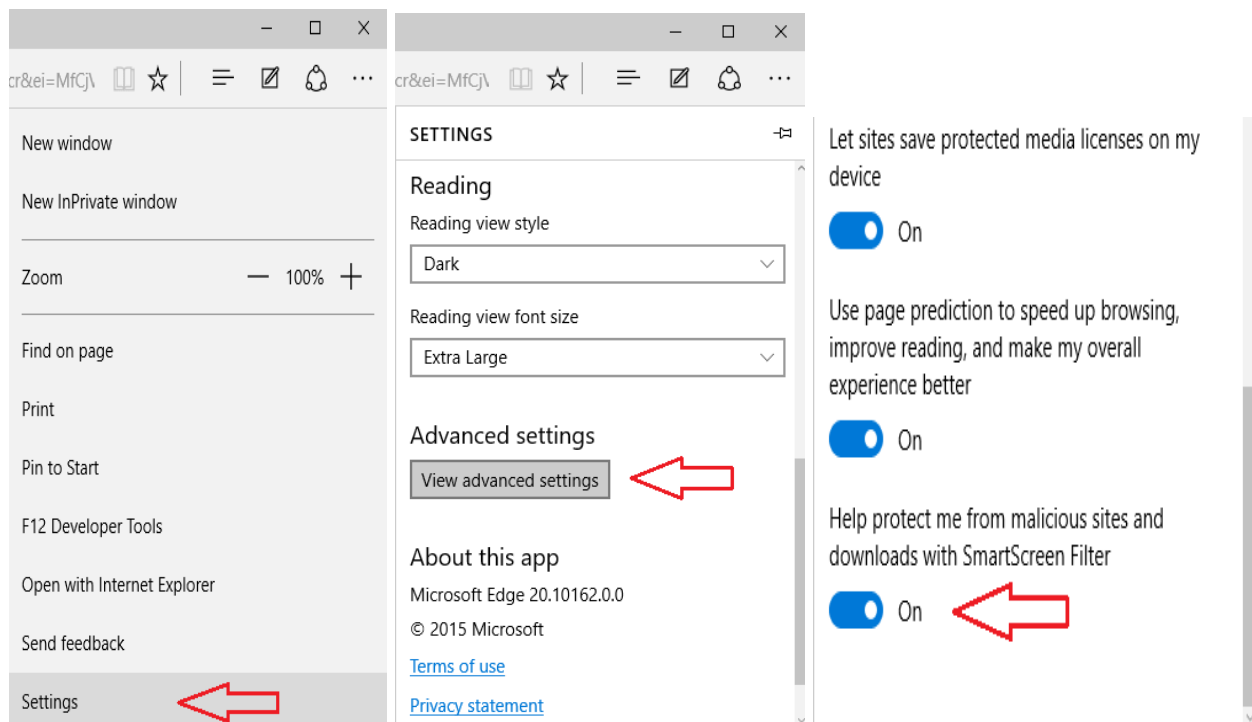 cr&ei=MfCjV
New window
New InPrivate window
Zoom 100%
Find on page
Print
Pin to Start
F12 Developer Tools
Open with Internet Explorer
Send feedback
Settings
cr&ei=MfCjV
SETTINGS
Reading
Reading view style
Dark
Reading view font size
Extra Large
Advanced settings
View advanced settings
About this app
Microsoft Edge 20.10162.0.0
© 2015 Microsoft
Terms of use
Privacy statement
Let sites save protected media licenses on my
device
On
Use page prediction to speed up browsing,
improve reading, and make my overall
experience better
On
Help protect me from malicious sites and
downloads with SmartScreen Filter
On